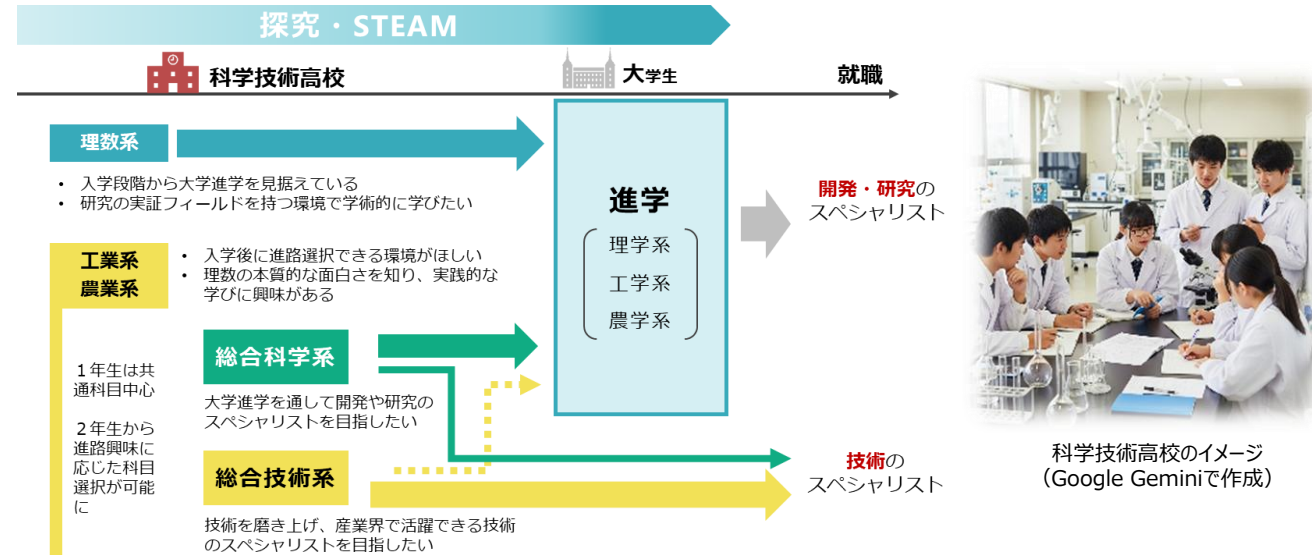 探究・STEAM
科学技術高校
大学生
就職
理数系
• 入学段階から大学進学を見据えている
• 研究の実証フィールドを持つ環境で学術的に学びたい
進学
理学系
工学系
農学系
開発・研究の
スペシャリスト
工業系
農業系
• 入学後に進路選択できる環境がほしい
• 理数の本質的な面白さを知り、実践的な
学びに興味がある
1年生は共
通科目中心
2年生から
進路興味に
応じた科目
選択が可能
に
総合科学系
大学進学を通して開発や研究の
スペシャリストを目指したい
総合技術系
技術を磨き上げ、産業界で活躍できる技術
のスペシャリストを目指したい
技術の
スペシャリスト
科学技術高校のイメージ
（Google Geminiで作成）